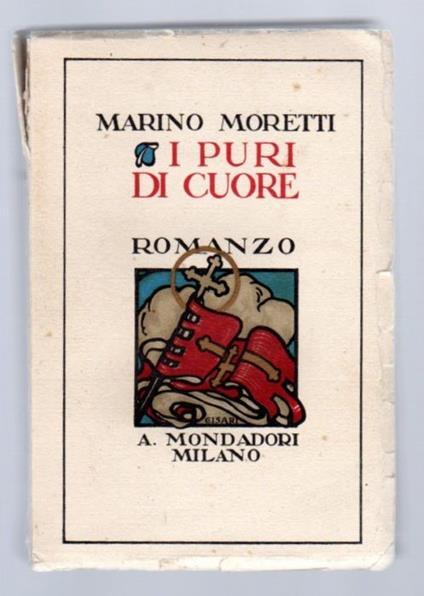 MARINO MORETTI
I PURI
DI CUORE
ROMANZO
CISARI
A. MONDADORI
MILANO